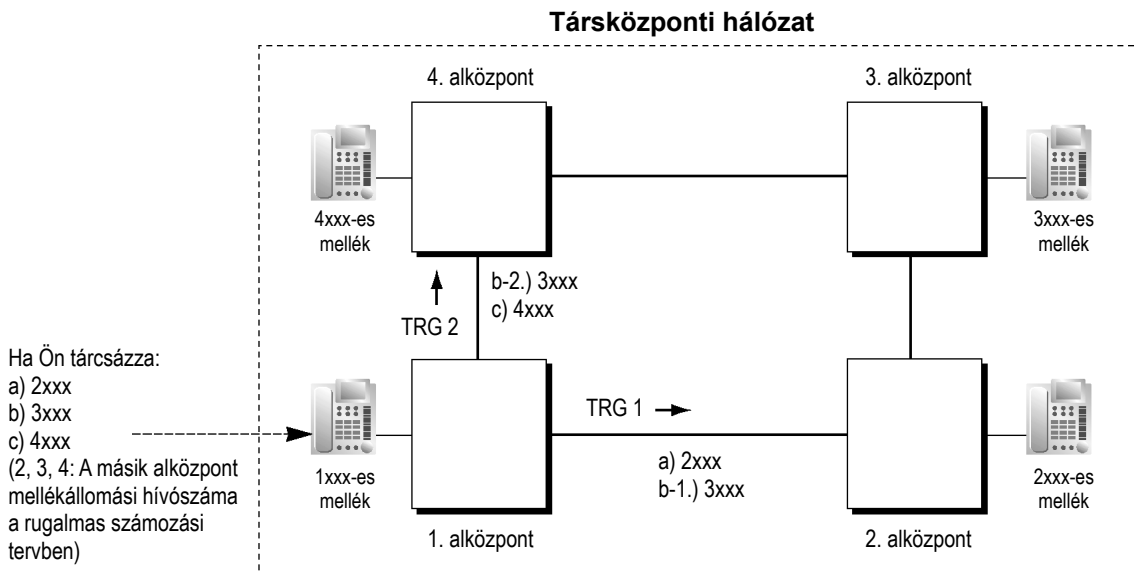 Társközponti hálózat
4. alközpont
3. alközpont
4xxx-es
mellék
3xxx-es
mellék
b-2.) 3xxx
c) 4xxx
TRG 2
Ha Ön tárcsázza:
a) 2xxx
b) 3xxx
c) 4xxx
(2, 3, 4: A másik alközpont
mellékállomási hívószáma
a rugalmas számozási
tervben)
1xxx-es
mellék
TRG 1
a) 2xxx
b-1.) 3xxx
2xxx-es
mellék
1. alközpont
2. alközpont